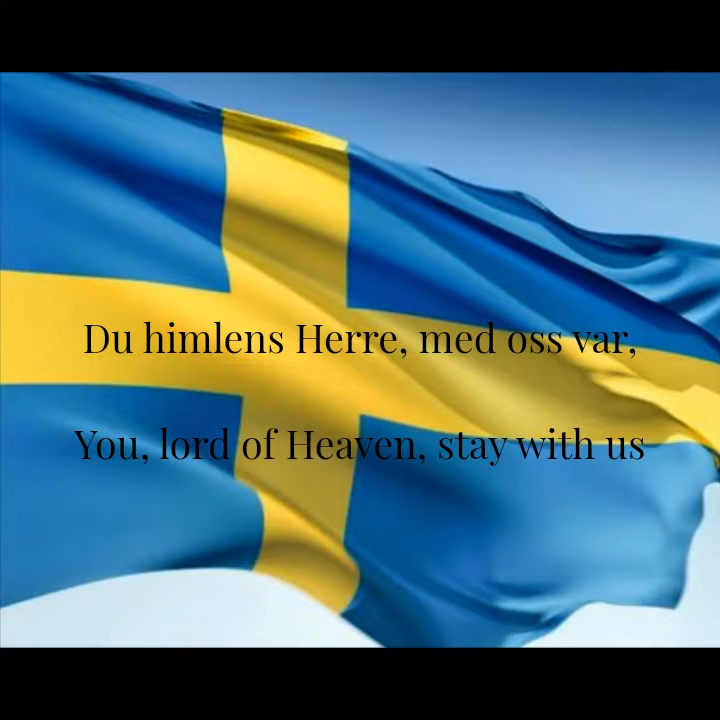 Du himlens Herre, med oss var,
You, lord of Heaven, stay with us